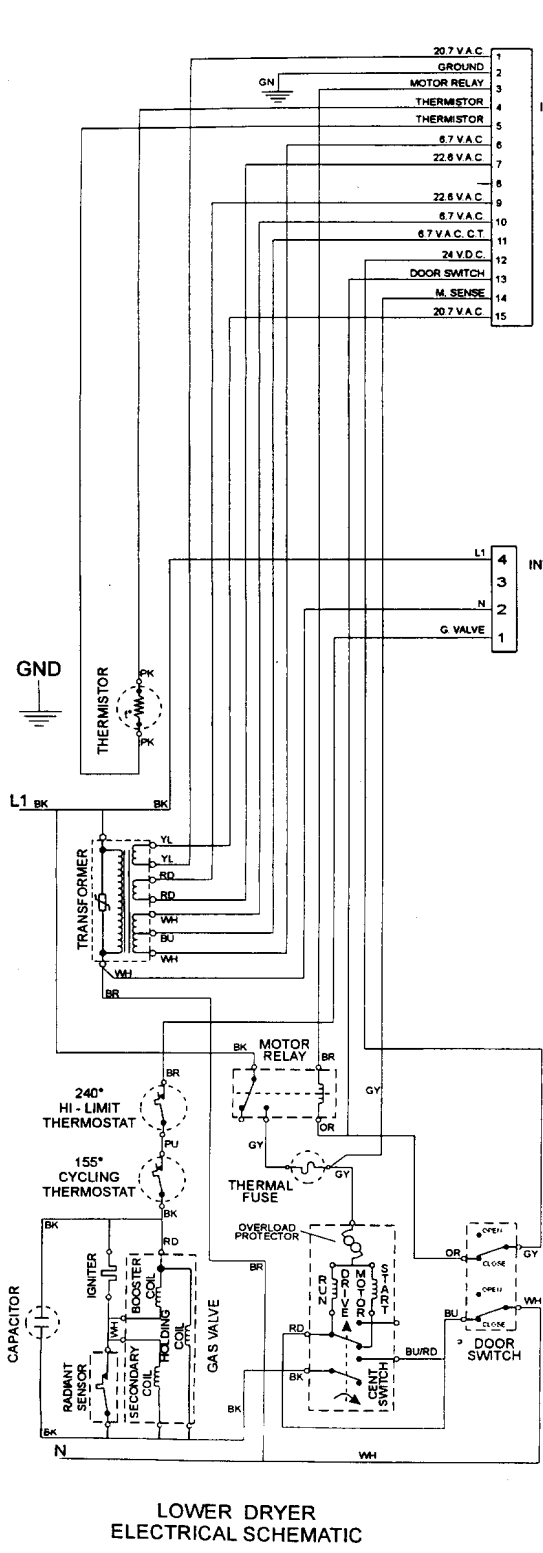 20.7 V.A.C. 1
GROUND 2
GN
MOTOR RELAY 3
THERMISTOR 4
THERMISTOR 5
6.7 V.A.C. 6
22.6 V.A.C. 7
8
22.6 V.A.C. 9
6.7 V.A.C. 10
6.7 V.A.C. C.T. 11
24 V.D.C. 12
DOOR SWITCH 13
M. SENSE 14
20.7 V.A.C. 15
L1 4
IN
3
N 2
G. VALVE 1
GND
PK
THERMISTOR
t°
PK
L1 BK BK
TRANSFORMER
YL
YL
RD
RD
WH
BU
WH
WH
BR
MOTOR
RELAY
BK
BR
BR
240°
HI - LIMIT
THERMOSTAT
GY
OR
PU
GY
155°
CYCLING
THERMOSTAT
GY
THERMAL
FUSE
BK
BK
RD
OVERLOAD
PROTECTOR
OPEN
OR
CLOSE
GY
BR
CAPACITOR
IGNITER
BOOSTER
COIL
HOLDING
COIL
GAS VALVE
RUN
DRIVE
MOTOR
START
OPEN
BU
WH
CLOSE
DOOR
SWITCH
WH
RD
BU/RD
RADIANT
SENSOR
SECONDARY
COIL
BK
CENT
SWITCH
BK
BK
N
WH
LOWER DRYER
ELECTRICAL SCHEMATIC